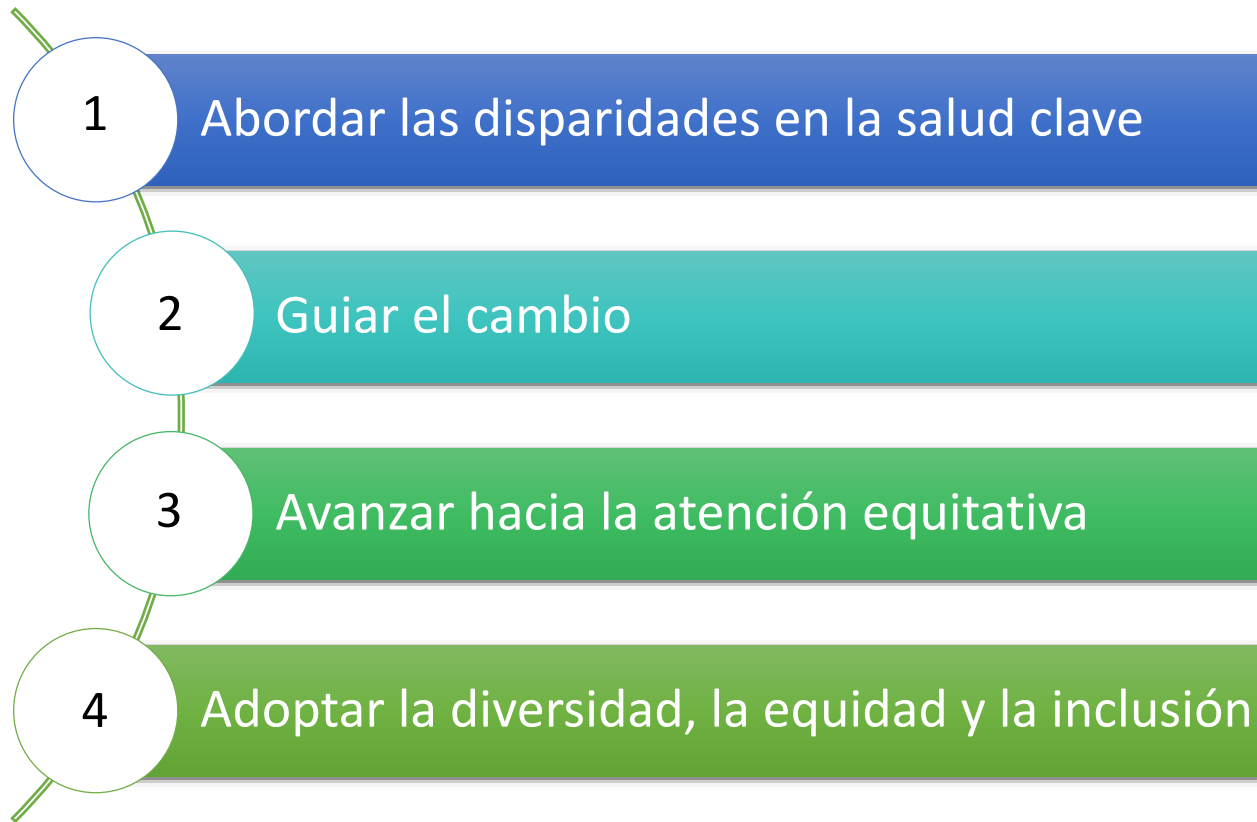 1 Abordar las disparidades en la salud clave
2 Guiar el cambio
3 Avanzar hacia la atención equitativa
4 Adoptar la diversidad, la equidad y la inclusión